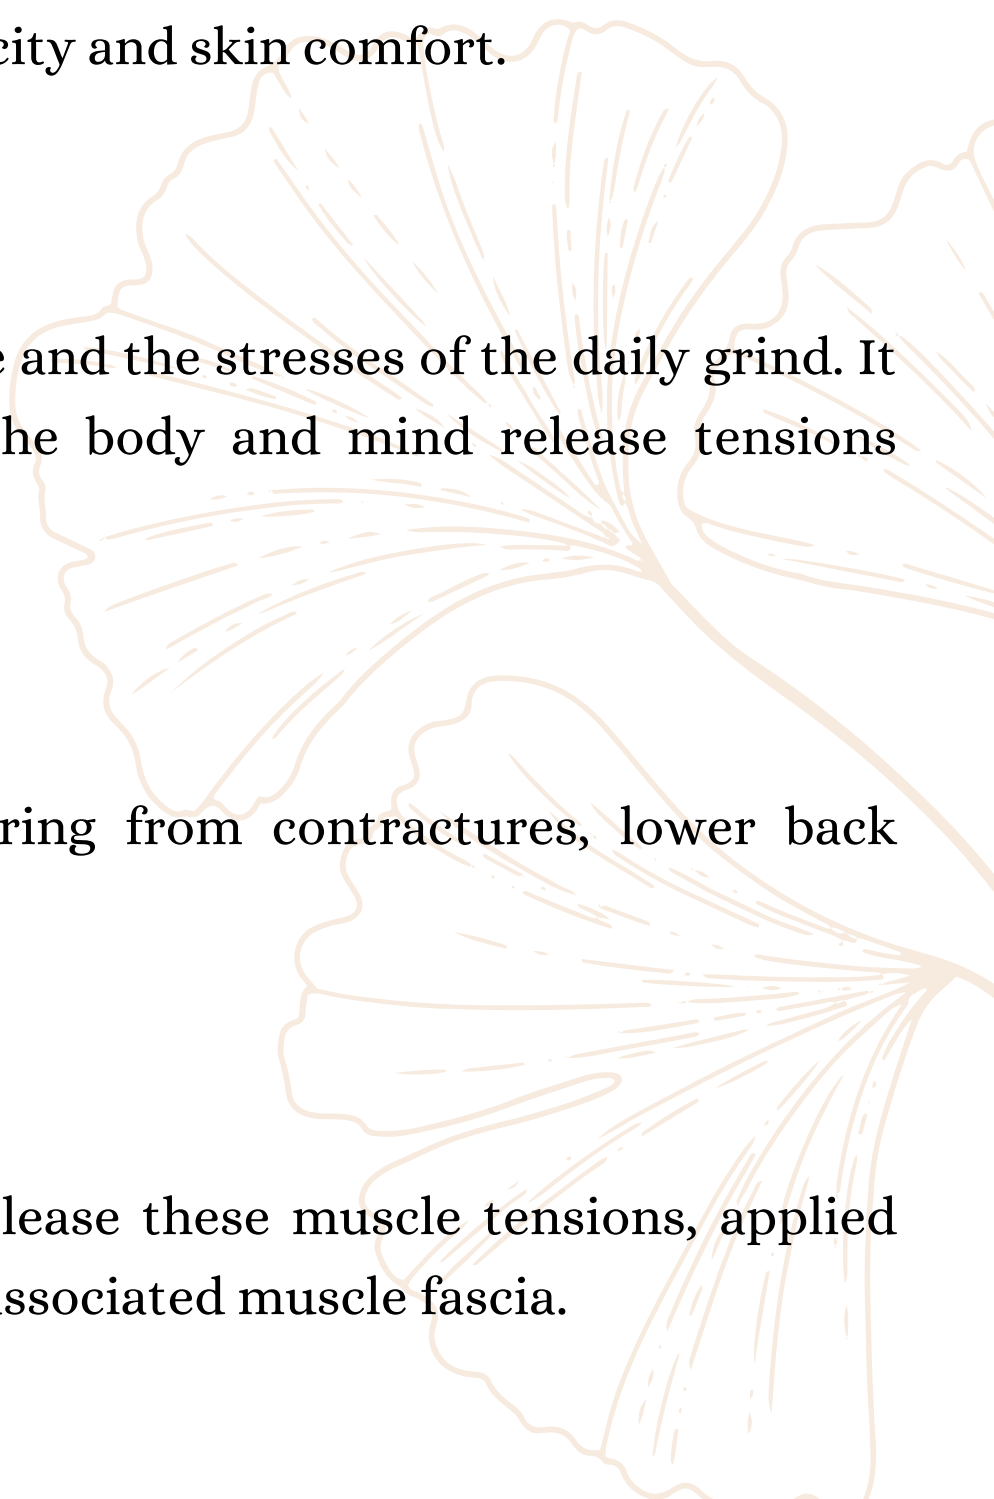 city and skin comfort.
and the stresses of the daily grind. It
he body and mind release tensions
ring from contractures, lower back
lease these muscle tensions, applied
ssociated muscle fascia.